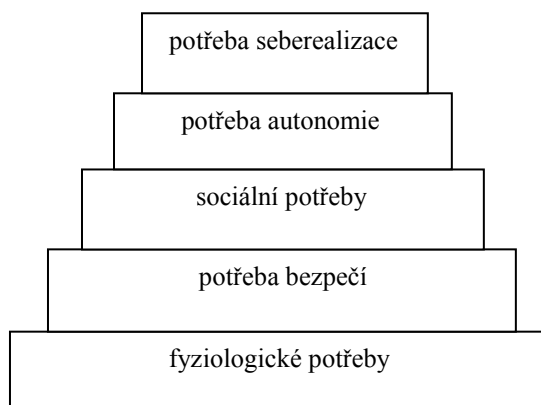 potřeba seberealizace
potřeba autonomie
sociální potřeby
potřeba bezpečí
fyziologické potřeby